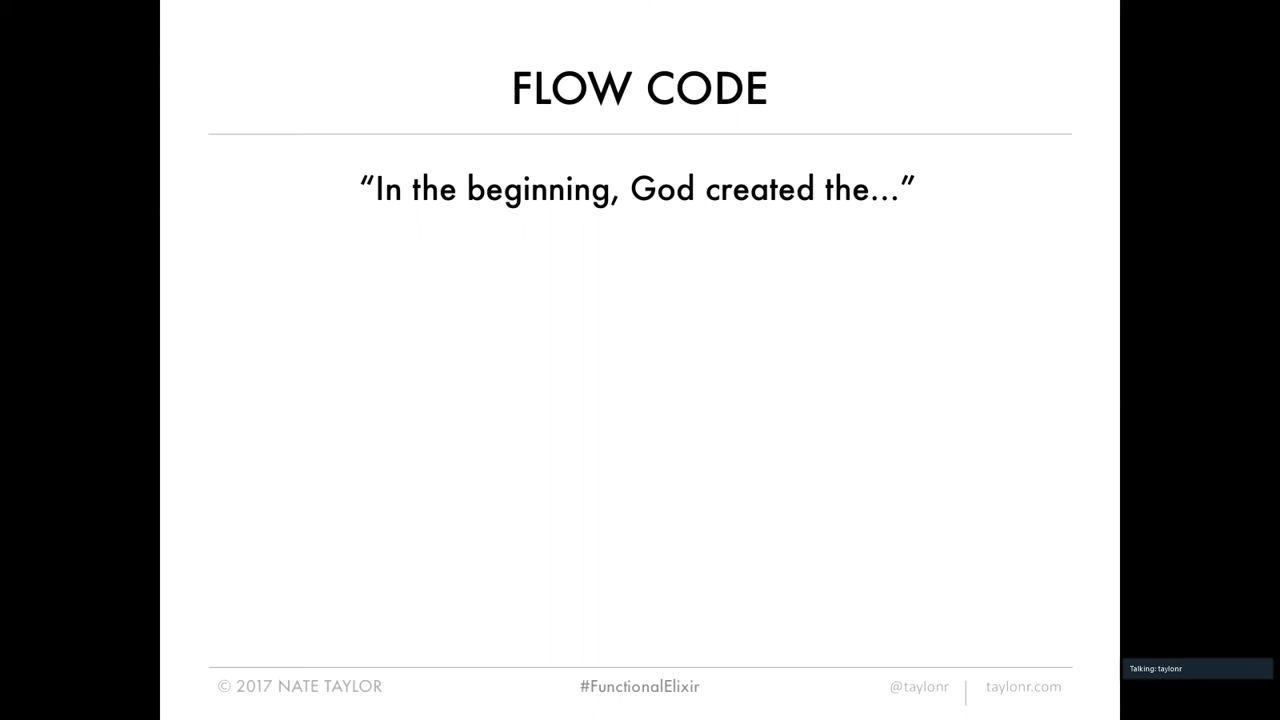 FLOW CODE
“In the beginning, God created the...”
© 2017 NATE TAYLOR
#FunctionalElixir
@taylonr
taylonr.com
Talking: taylonr